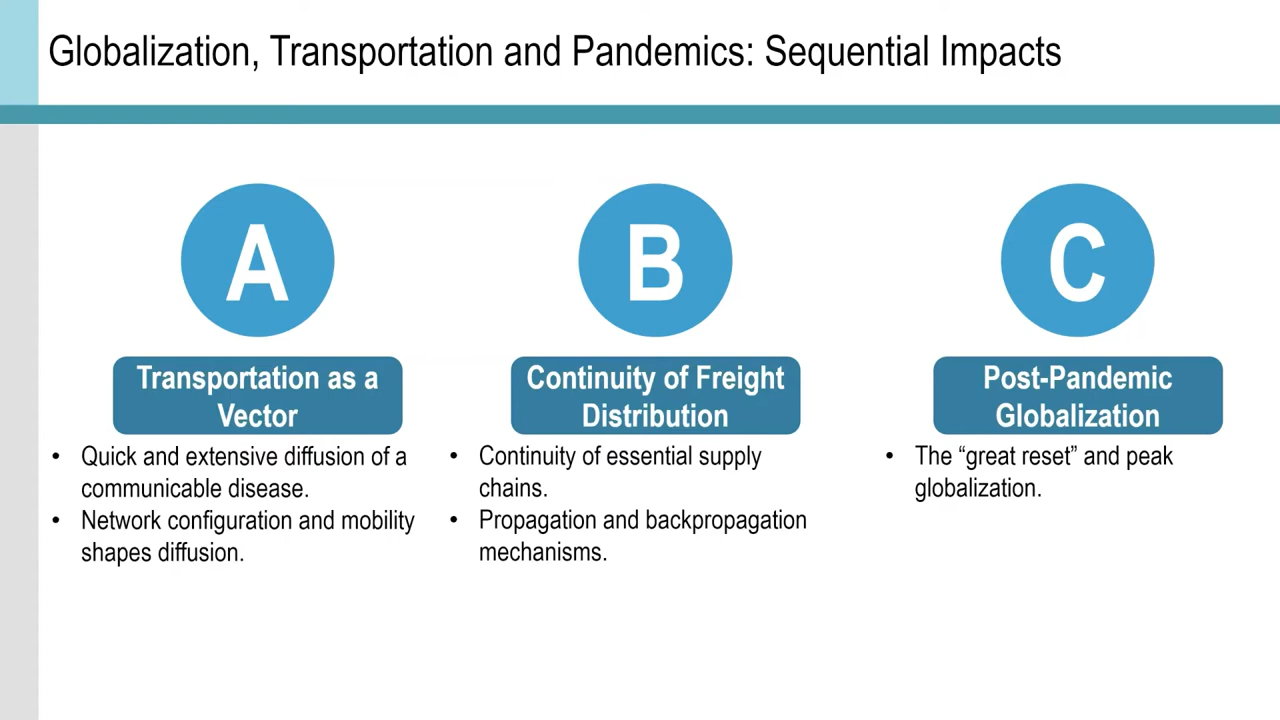 Globalization, Transportation and Pandemics: Sequential Impacts
A
Transportation as a
Vector
• Quick and extensive diffusion of a
communicable disease.
• Network configuration and mobility
shapes diffusion.
B
Continuity of Freight
Distribution
• Continuity of essential supply
chains.
• Propagation and backpropagation
mechanisms.
C
Post-Pandemic
Globalization
• The “great reset” and peak
globalization.